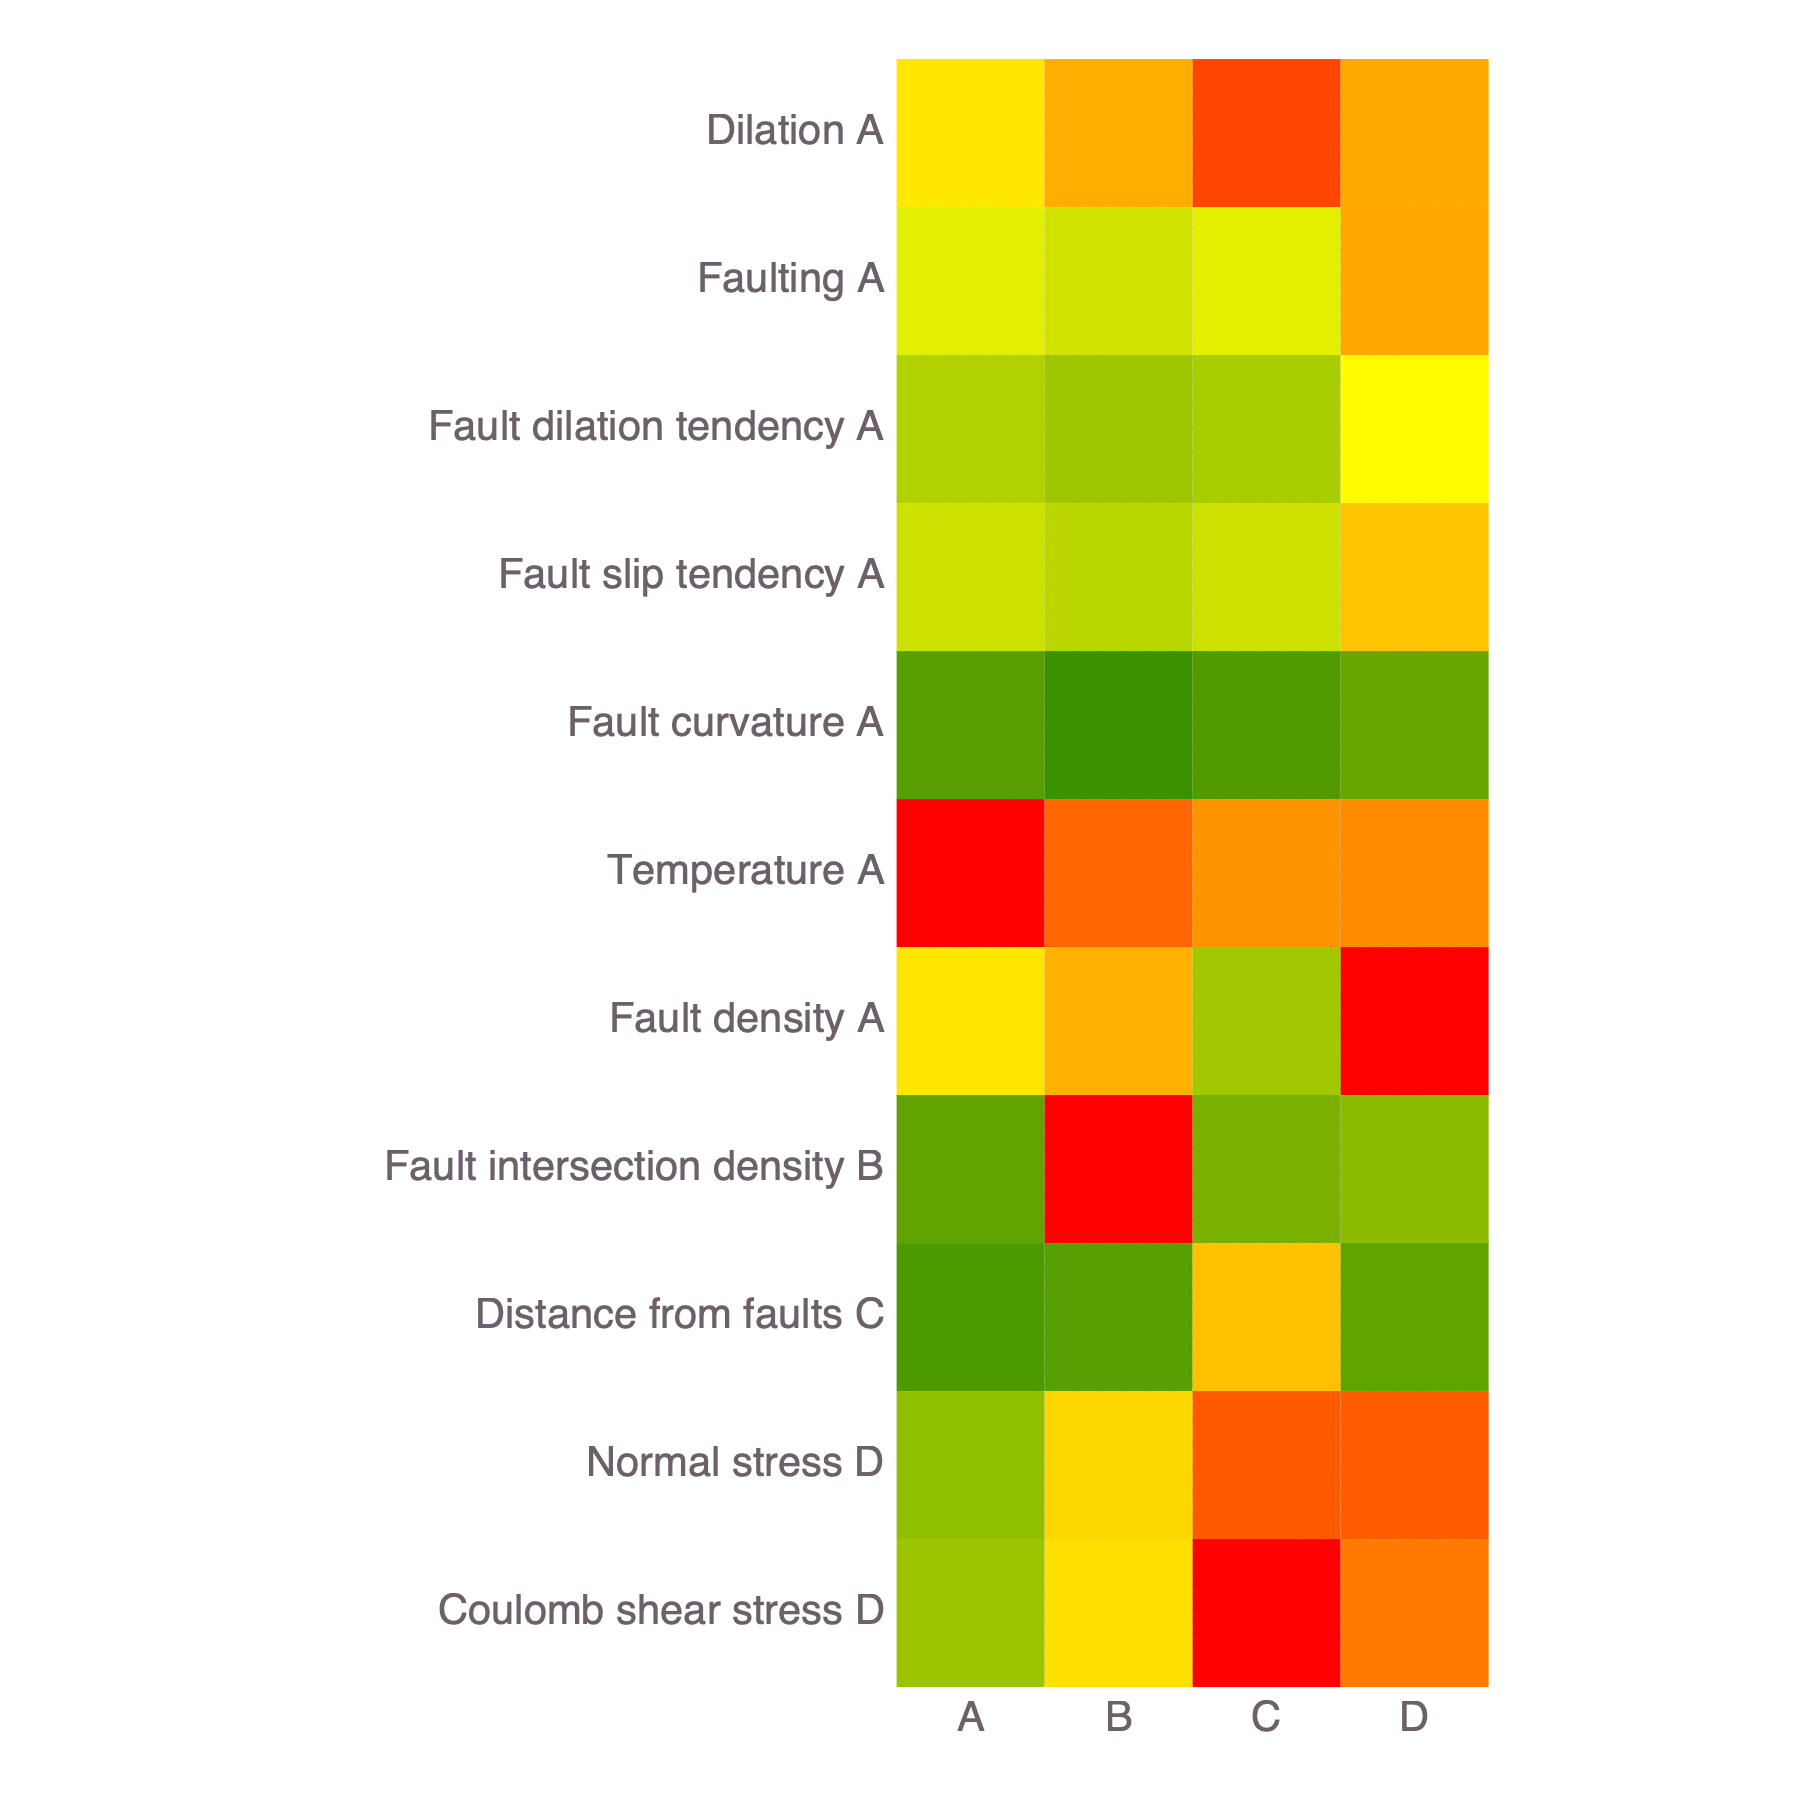 Dilation A
Faulting A
Fault dilation tendency A
Fault slip tendency A
Fault curvature A
Temperature A
Fault density A
Fault intersection density B
Distance from faults C
Normal stress D
Coulomb shear stress D
A B C D